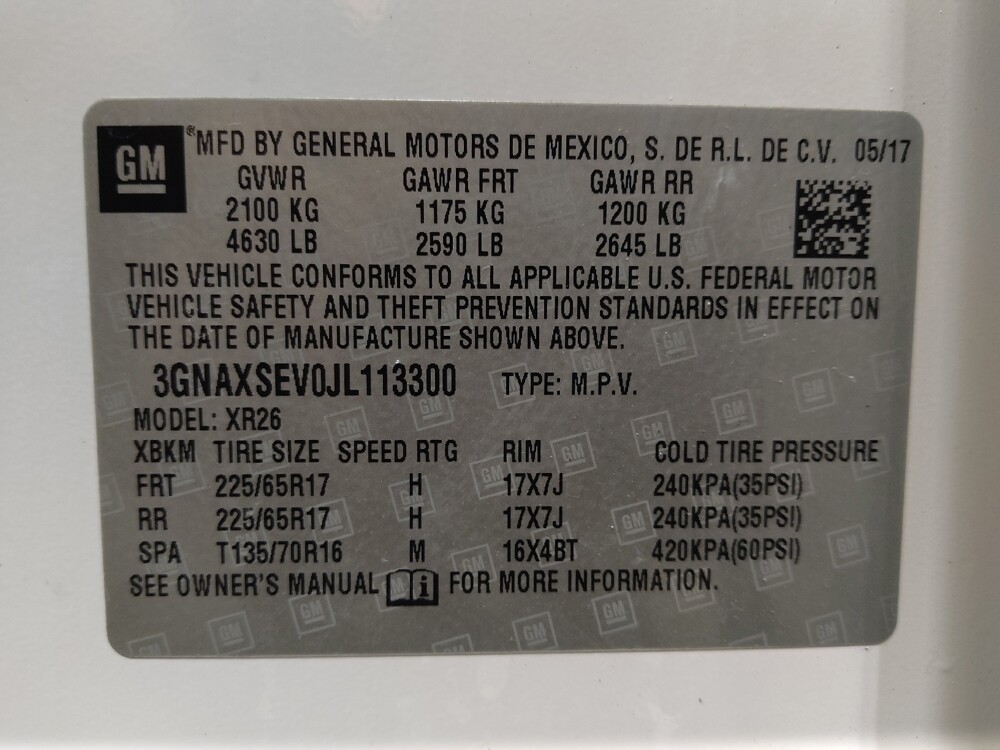 GM ® MFD BY GENERAL MOTORS DE MEXICO, S. DE R.L. DE C.V. 05/17
GVWR GAWR FRT GAWR RR
2100 KG 1175 KG 1200 KG
4630 LB 2590 LB 2645 LB
THIS VEHICLE CONFORMS TO ALL APPLICABLE U.S. FEDERAL MOTOR
VEHICLE SAFETY AND THEFT PREVENTION STANDARDS IN EFFECT ON
THE DATE OF MANUFACTURE SHOWN ABOVE.
3GNAXSEV0JL113300 TYPE: M.P.V.
MODEL: XR26
XBKM TIRE SIZE SPEED RTG RIM COLD TIRE PRESSURE
FRT 225/65R17 H 17X7J 240KPA(35PSI)
RR 225/65R17 H 17X7J 240KPA(35PSI)
SPA T135/70R16 M 16X4BT 420KPA(60PSI)
SEE OWNER'S MANUAL i FOR MORE INFORMATION.